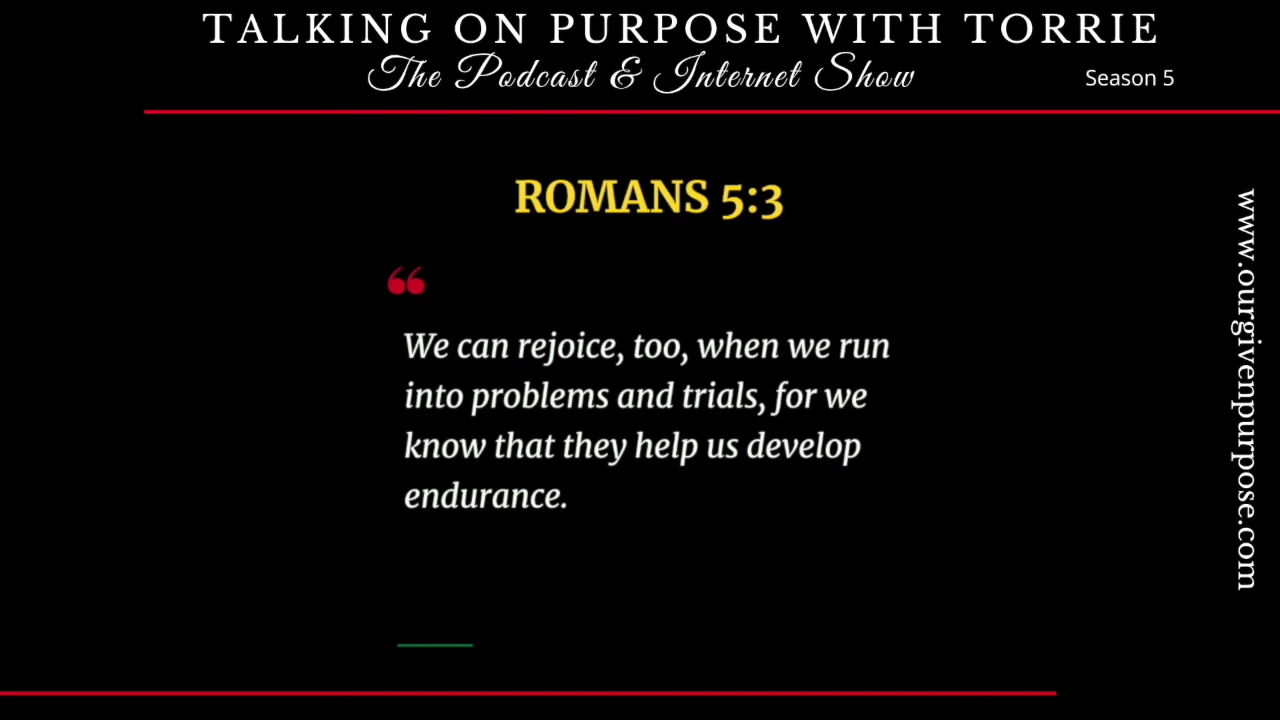 TALKING ON PURPOSE WITH TORRIE
The Podcast & Internet Show
Season 5
ROMANS 5:3
“
We can rejoice, too, when we run
into problems and trials, for we
know that they help us develop
endurance.
www.ourgivenpurpose.com